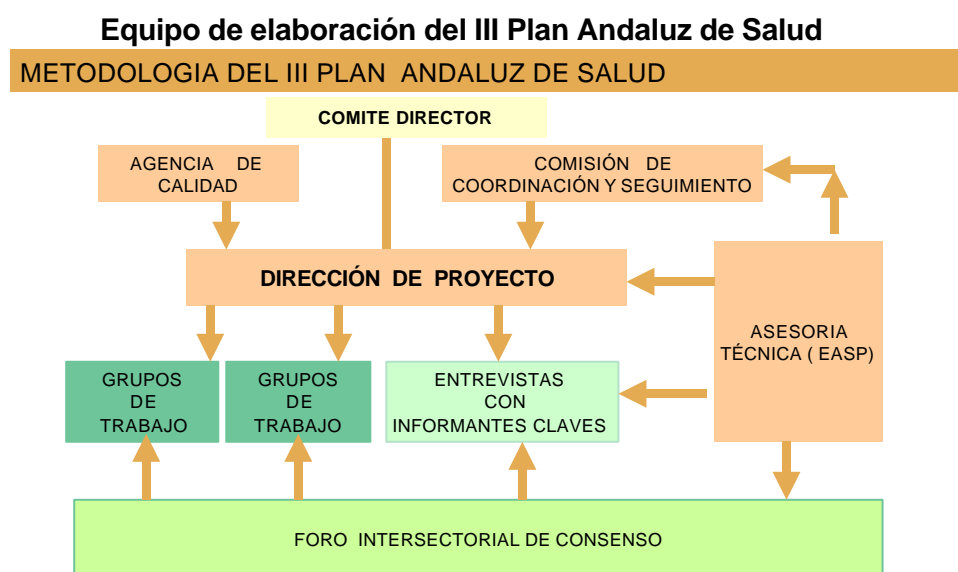 Equipo de elaboración del III Plan Andaluz de Salud
METODOLOGIA DEL III PLAN ANDALUZ DE SALUD
COMITE DIRECTOR
AGENCIA DE
CALIDAD
COMISIÓN DE
COORDINACIÓN Y SEGUIMIENTO
DIRECCIÓN DE PROYECTO
ASESORIA
TÉCNICA ( EASP)
GRUPOS
DE
TRABAJO
GRUPOS
DE
TRABAJO
ENTREVISTAS
CON
INFORMANTES CLAVES
FORO INTERSECTORIAL DE CONSENSO